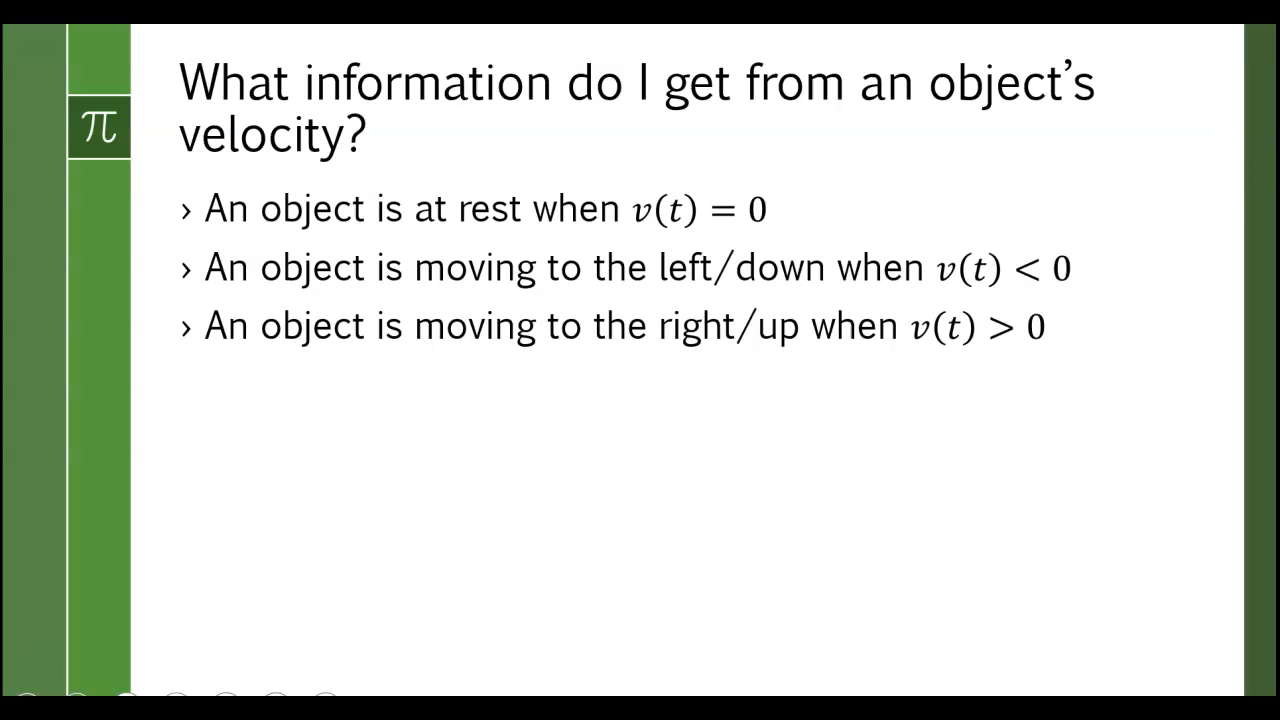 What information do I get from an object’s
velocity?
π
› An object is at rest when v(t) = 0
› An object is moving to the left/down when v(t) < 0
› An object is moving to the right/up when v(t) > 0